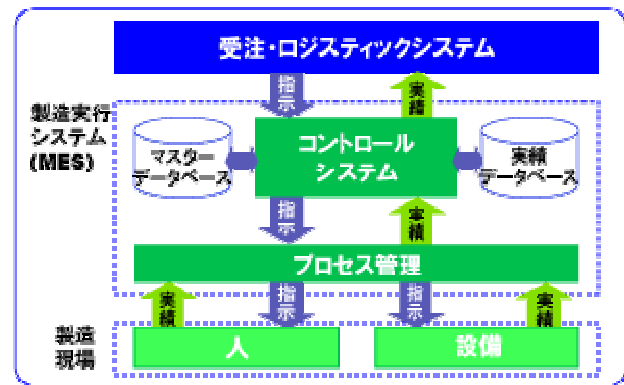 受注・ロジスティックシステム
指示
実績
製造実行
システム
(MES)
マスター
データベース
コントロール
システム
実績
データベース
指示
実績
プロセス管理
実績
指示
指示
実績
製造
現場
人
設備